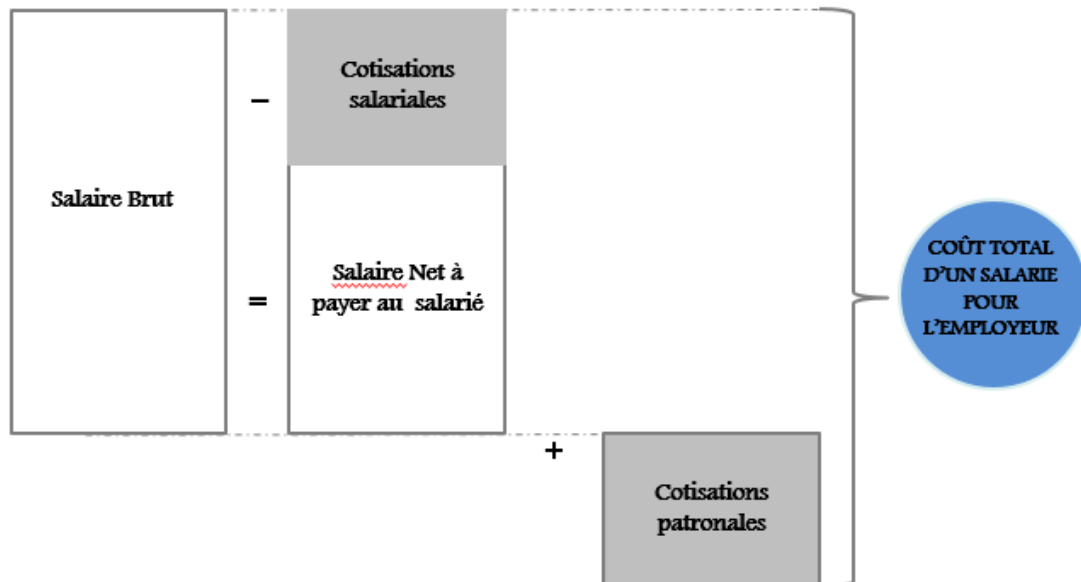 Cotisations
salariales
–
Salaire Brut
Salaire Net à
payer au salarié
=
COÛT TOTAL
D'UN SALARIE
POUR
L'EMPLOYEUR
+
Cotisations
patronales